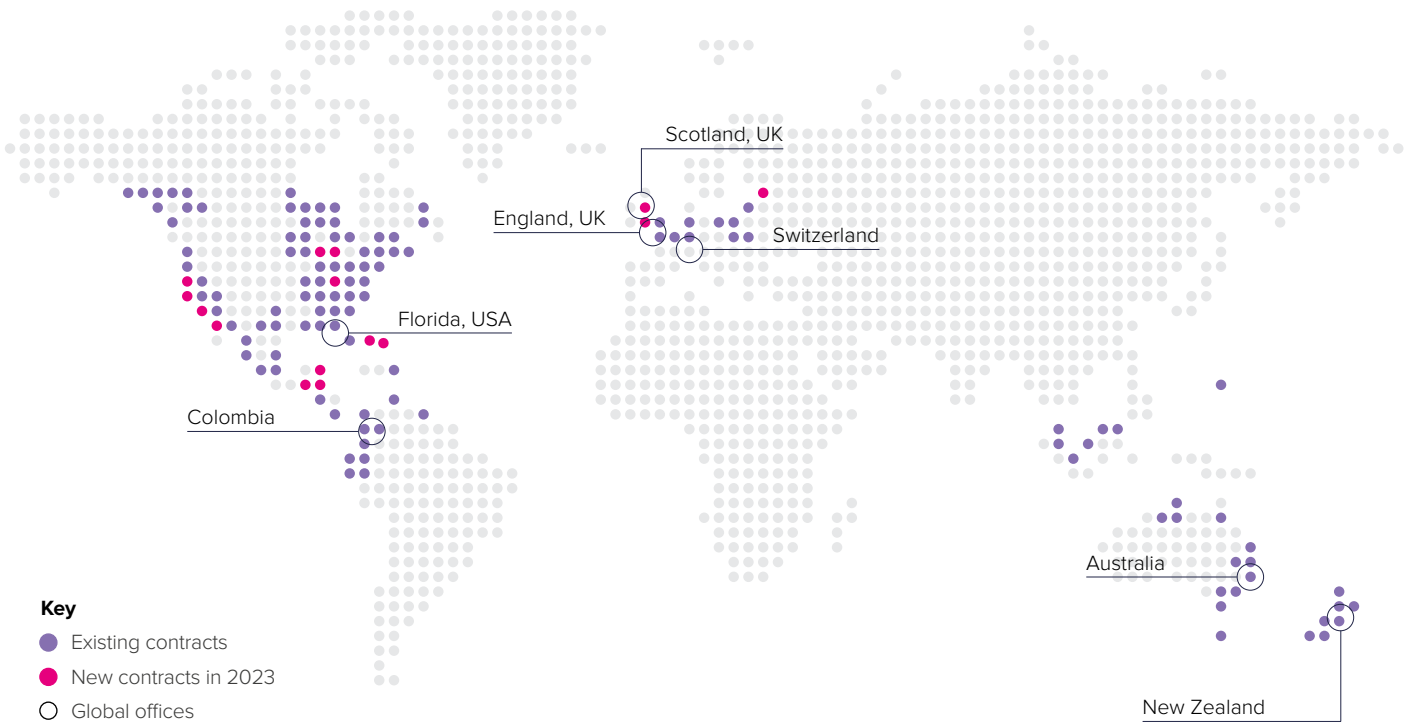 Scotland, UK
England, UK
Switzerland
Florida, USA
Colombia
Australia
New Zealand
Key
Existing contracts
New contracts in 2023
Global offices